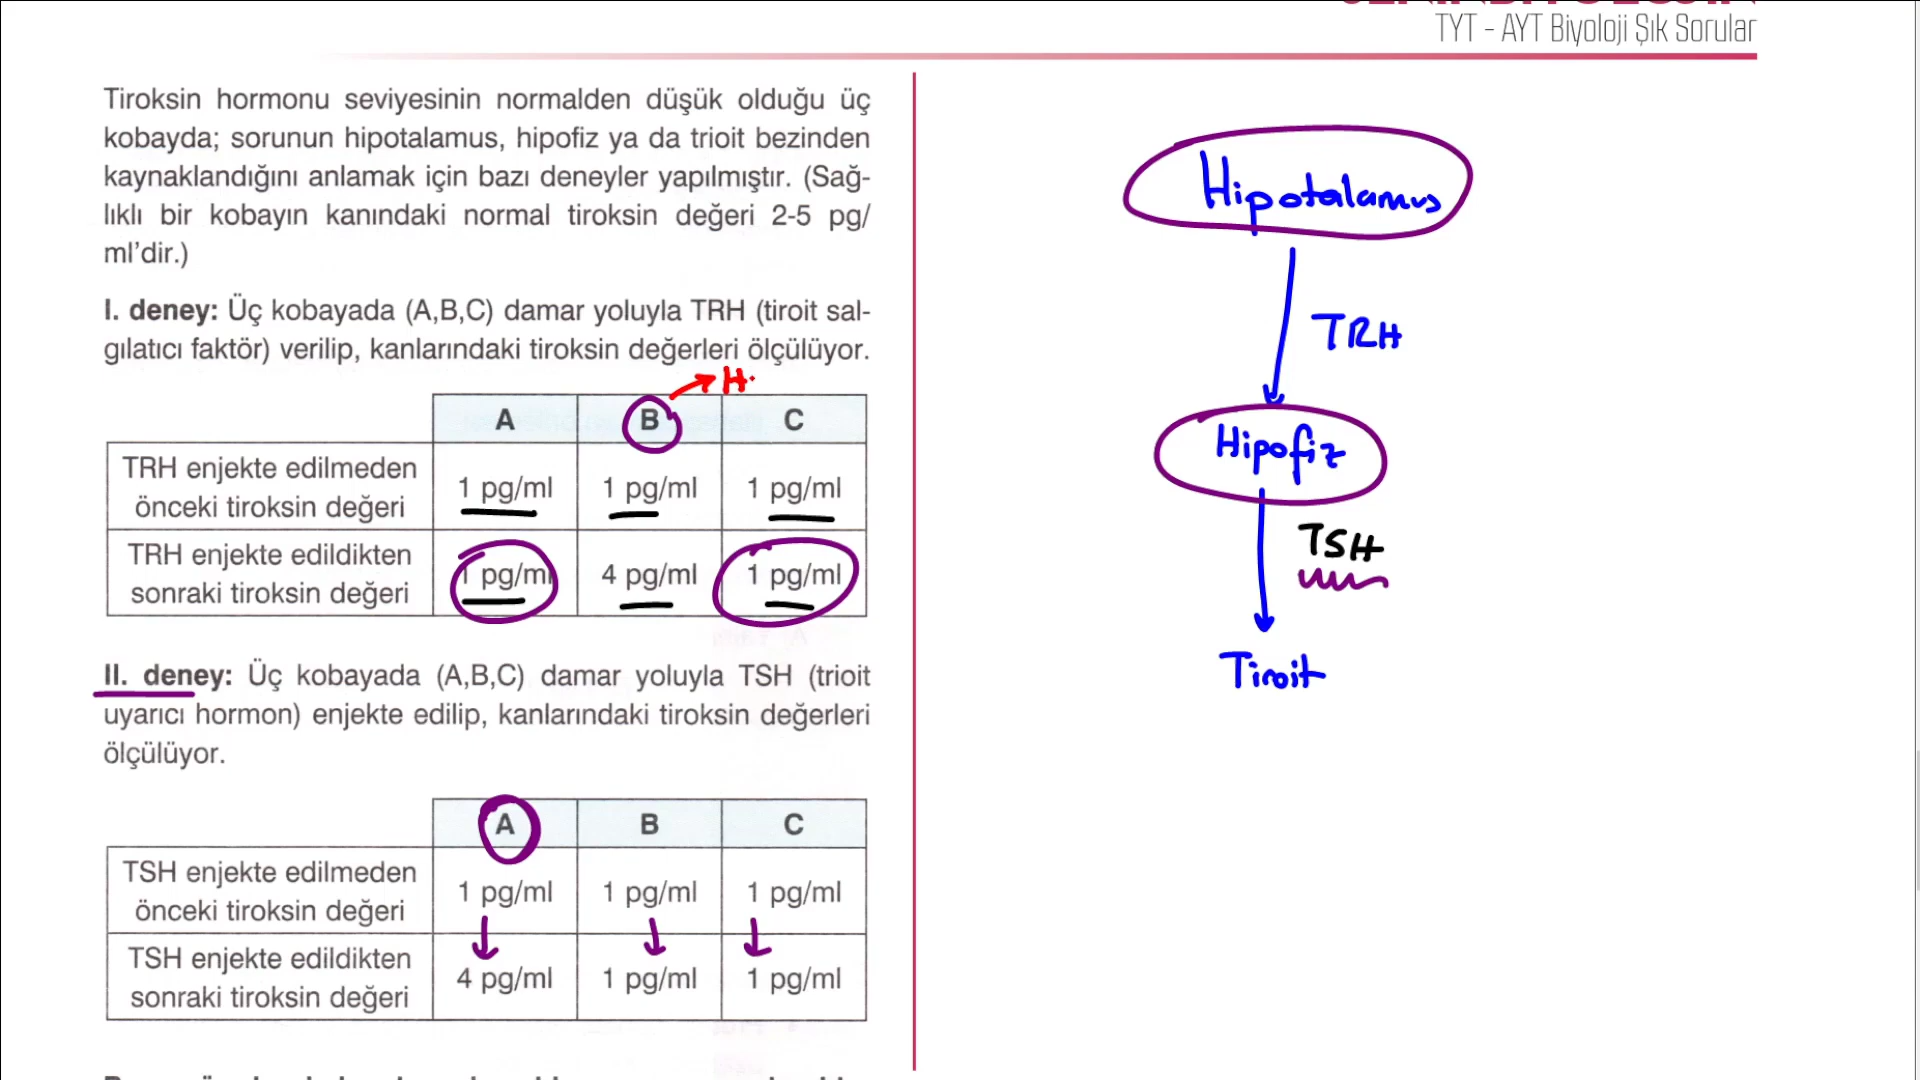 TYT - AYT Biyoloji Şık Sorular
Tiroksin hormonu seviyesinin normalden düşük olduğu üç
kobayda; sorunun hipotalamus, hipofiz ya da trioit bezinden
kaynaklandığını anlamak için bazı deneyler yapılmıştır. (Sağ-
lıklı bir kobayın kanındaki normal tiroksin değeri 2-5 pg/
ml'dir.)
I. deney: Üç kobayada (A,B,C) damar yoluyla TRH (tiroit sal-
gılatıcı faktör) verilip, kanlarındaki tiroksin değerleri ölçülüyor.
H.
A B C
TRH enjekte edilmeden
önceki tiroksin değeri
1 pg/ml 1 pg/ml 1 pg/ml
TRH enjekte edildikten
sonraki tiroksin değeri
1 pg/ml 4 pg/ml 1 pg/ml
II. deney: Üç kobayada (A,B,C) damar yoluyla TSH (trioit
uyarıcı hormon) enjekte edilip, kanlarındaki tiroksin değerleri
ölçülüyor.
A B C
TSH enjekte edilmeden
önceki tiroksin değeri
1 pg/ml 1 pg/ml 1 pg/ml
TSH enjekte edildikten
sonraki tiroksin değeri
4 pg/ml 1 pg/ml 1 pg/ml
Hipotalamus
TRH
Hipofiz
TSH
Tiroit